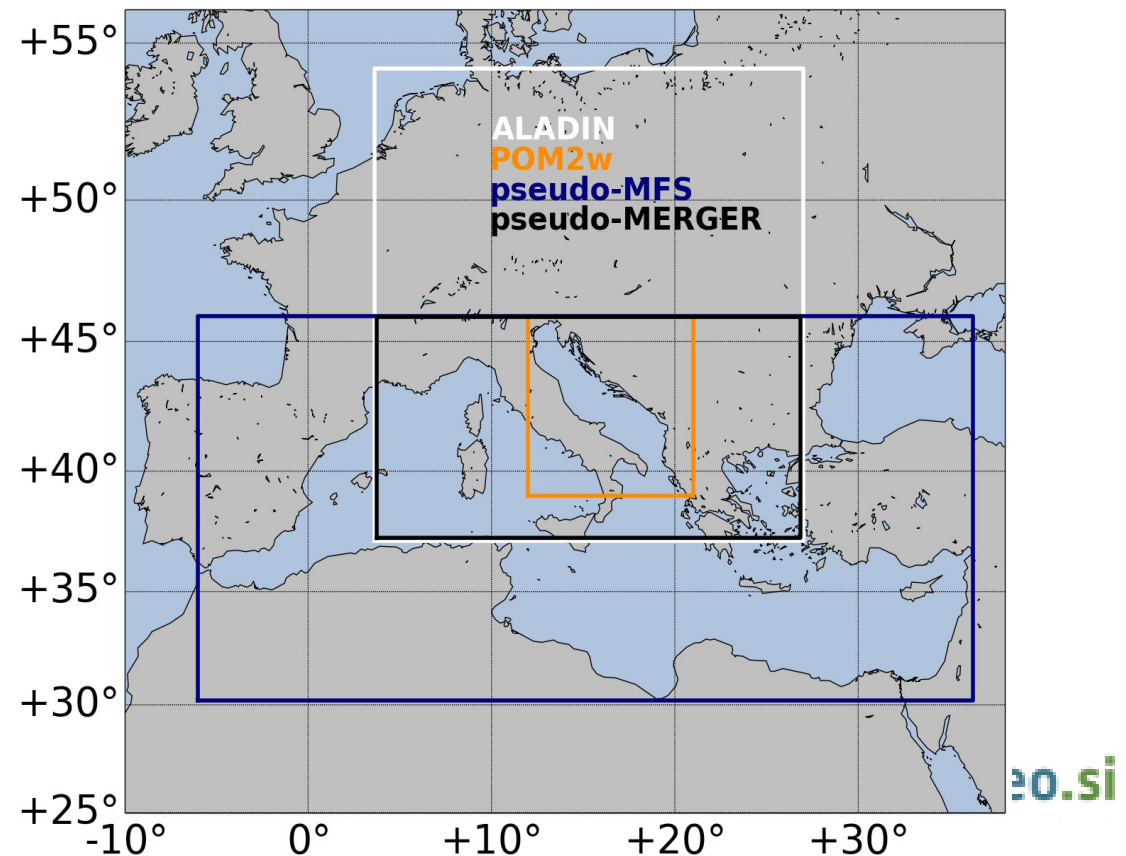 +55°
ALADIN
POM2w
+50°
pseudo-MFS
pseudo-MERGER
+45°
+40°
+35°
+30°
eo.si
+25°
-10° 0° +10° +20° +30°